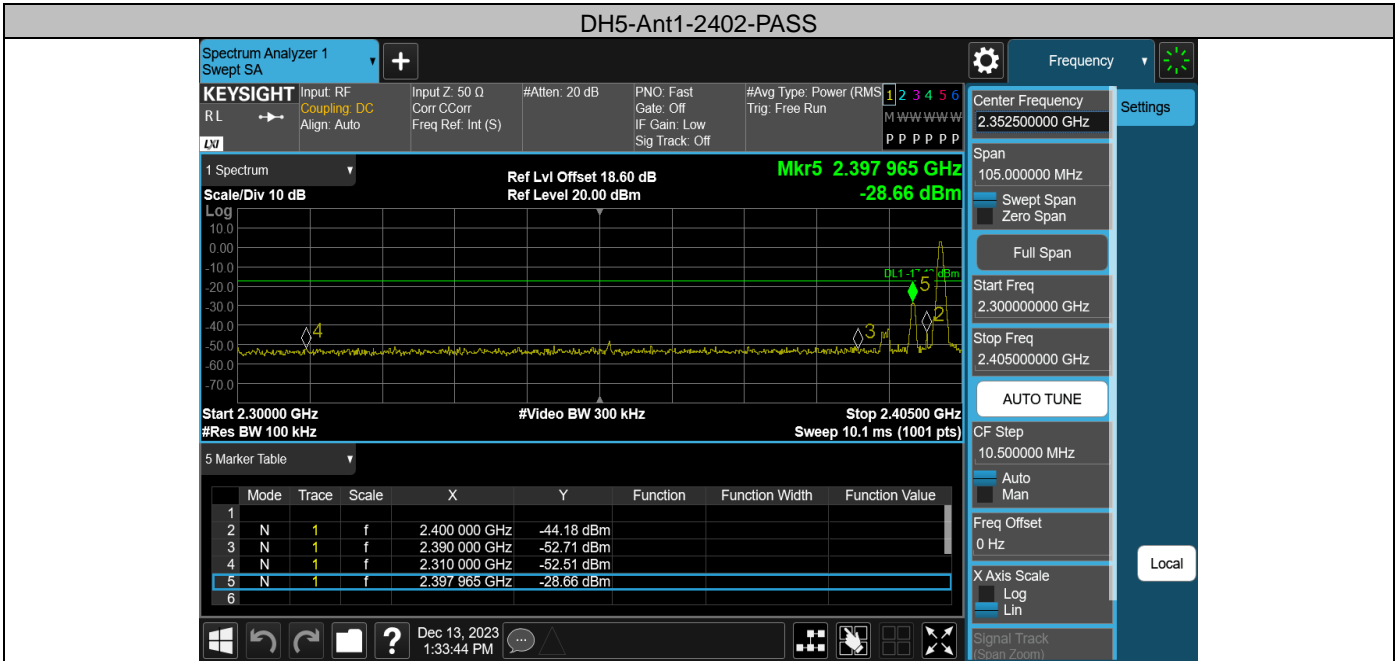 DH5-Ant1-2402-PASS
Spectrum Analyzer 1
Swept SA
+
Frequency
KEYSIGHT
RL
LXI
Input: RF
Coupling: DC
Align: Auto
Input Z: 50 Ω
Corr CCorr
Freq Ref: Int (S)
#Atten: 20 dB
PNO: Fast
Gate: Off
IF Gain: Low
Sig Track: Off
#Avg Type: Power (RMS
Trig: Free Run
1 2 3 4 5 6
M W W W W W
P P P P P P
Center Frequency
2.352500000 GHz
Settings
Span
105.000000 MHz
Swept Span
Zero Span
Full Span
Start Freq
2.300000000 GHz
Stop Freq
2.405000000 GHz
AUTO TUNE
CF Step
10.500000 MHz
Auto
Man
Freq Offset
0 Hz
X Axis Scale
Log
Lin
Signal Track
(Span Zoom)
Local
1 Spectrum
Scale/Div 10 dB
Ref Lvl Offset 18.60 dB
Ref Level 20.00 dBm
Mkr5 2.397 965 GHz
-28.66 dBm
Log
10.0
0.00
-10.0
-20.0
-30.0
-40.0
-50.0
-60.0
-70.0
5
2
3
4
Start 2.30000 GHz
#Res BW 100 kHz
#Video BW 300 kHz
Stop 2.40500 GHz
Sweep 10.1 ms (1001 pts)
5 Marker Table
Mode Trace Scale X Y Function Function Width Function Value
1
2 N 1 f 2.400 000 GHz -44.18 dBm
3 N 1 f 2.390 000 GHz -52.71 dBm
4 N 1 f 2.310 000 GHz -52.51 dBm
5 N 1 f 2.397 965 GHz -28.66 dBm
6
?
Dec 13, 2023
1:33:44 PM